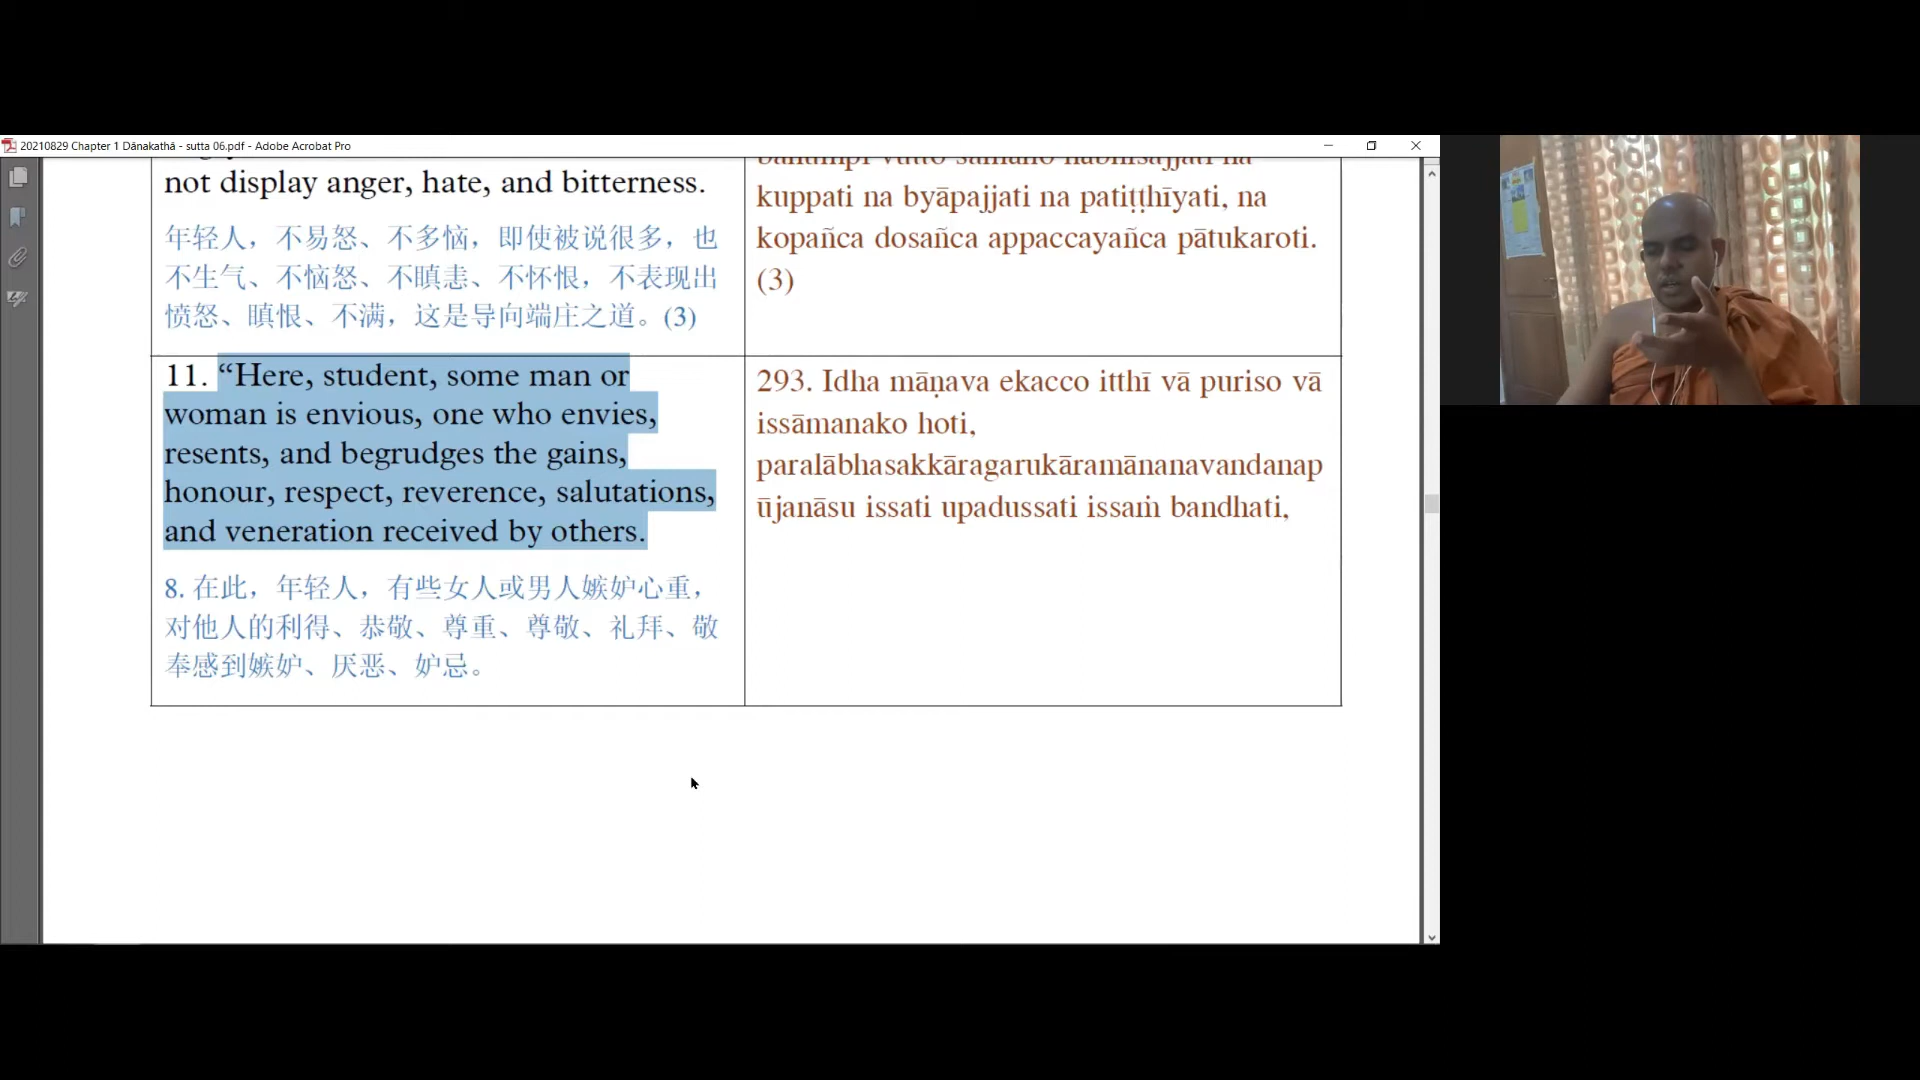 20210829 Chapter 1 Dānakathā - sutta 06.pdf - Adobe Acrobat Pro
not display anger, hate, and bitterness.
年轻人，不易怒、不多恼，即使被说很多，也
不生气、不恼怒、不瞋恚、不怀恨，不表现出
愤怒、瞋恨、不满，这是导向端庄之道。(3)
bahumpi vutto samāno nābhisajjati na
kuppati na byāpajjati na patiṭṭhīyati, na
kopañca dosañca appaccayañca pātukaroti.
(3)
11. “Here, student, some man or
woman is envious, one who envies,
resents, and begrudges the gains,
honour, respect, reverence, salutations,
and veneration received by others.
8. 在此，年轻人，有些女人或男人嫉妒心重，
对他人的利得、恭敬、尊重、尊敬、礼拜、敬
奉感到嫉妒、厌恶、妒忌。
293. Idha māṇava ekacco itthī vā puriso vā
issāmanako hoti,
paralābhasakkāragarukāramānanavandanap
ūjanāsu issati upadussati issaṁ bandhati,